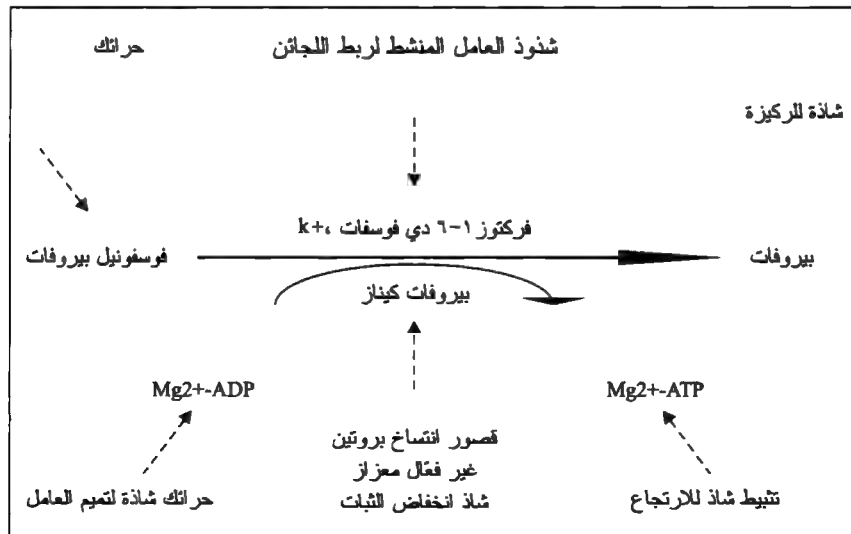 حرائك
شذوذ العامل المنشط لربط اللجائن
شاذة للركيزة
فركتوز ١-٦ دي فوسفات ،+k
فوسفونيل بيروفات
بيروفات
بيروفات كيناز
Mg2+-ADP
Mg2+-ATP
قصور انتساخ بروتين
غير فعّال معزاز
شاذ انخفاض الثبات
حرائك شاذة لتميم العامل
تثبيط شاذ للارتجاع